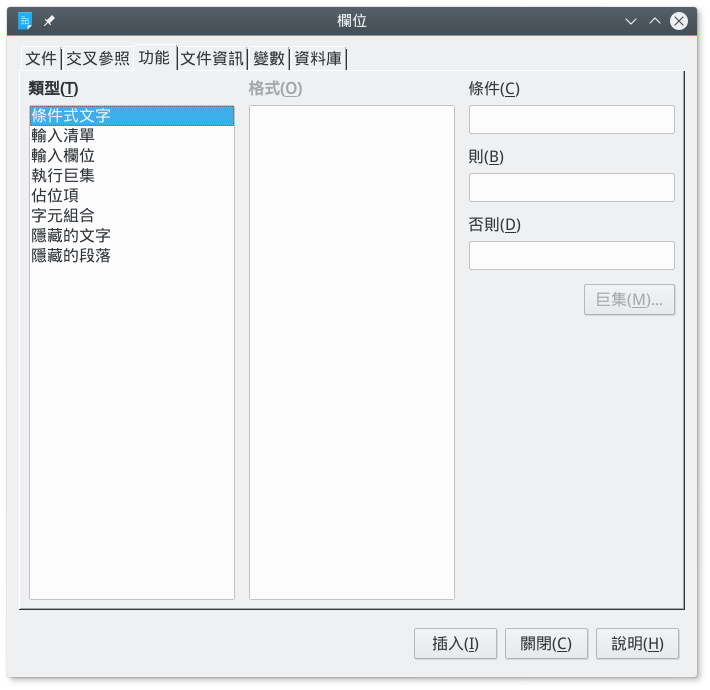 欄位
文件 交叉參照 功能 文件資訊 變數 資料庫
類型(T)
條件式文字
輸入清單
輸入欄位
執行巨集
佔位項
字元組合
隱藏的文字
隱藏的段落
格式(O)
條件(C)
則(B)
否則(D)
巨集(M)...
插入(I) 關閉(C) 說明(H)